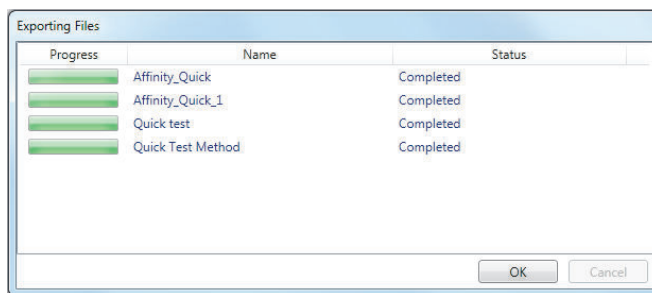 Exporting Files
Progress Name Status
Affinity_Quick Completed
Affinity_Quick_1 Completed
Quick test Completed
Quick Test Method Completed
OK Cancel